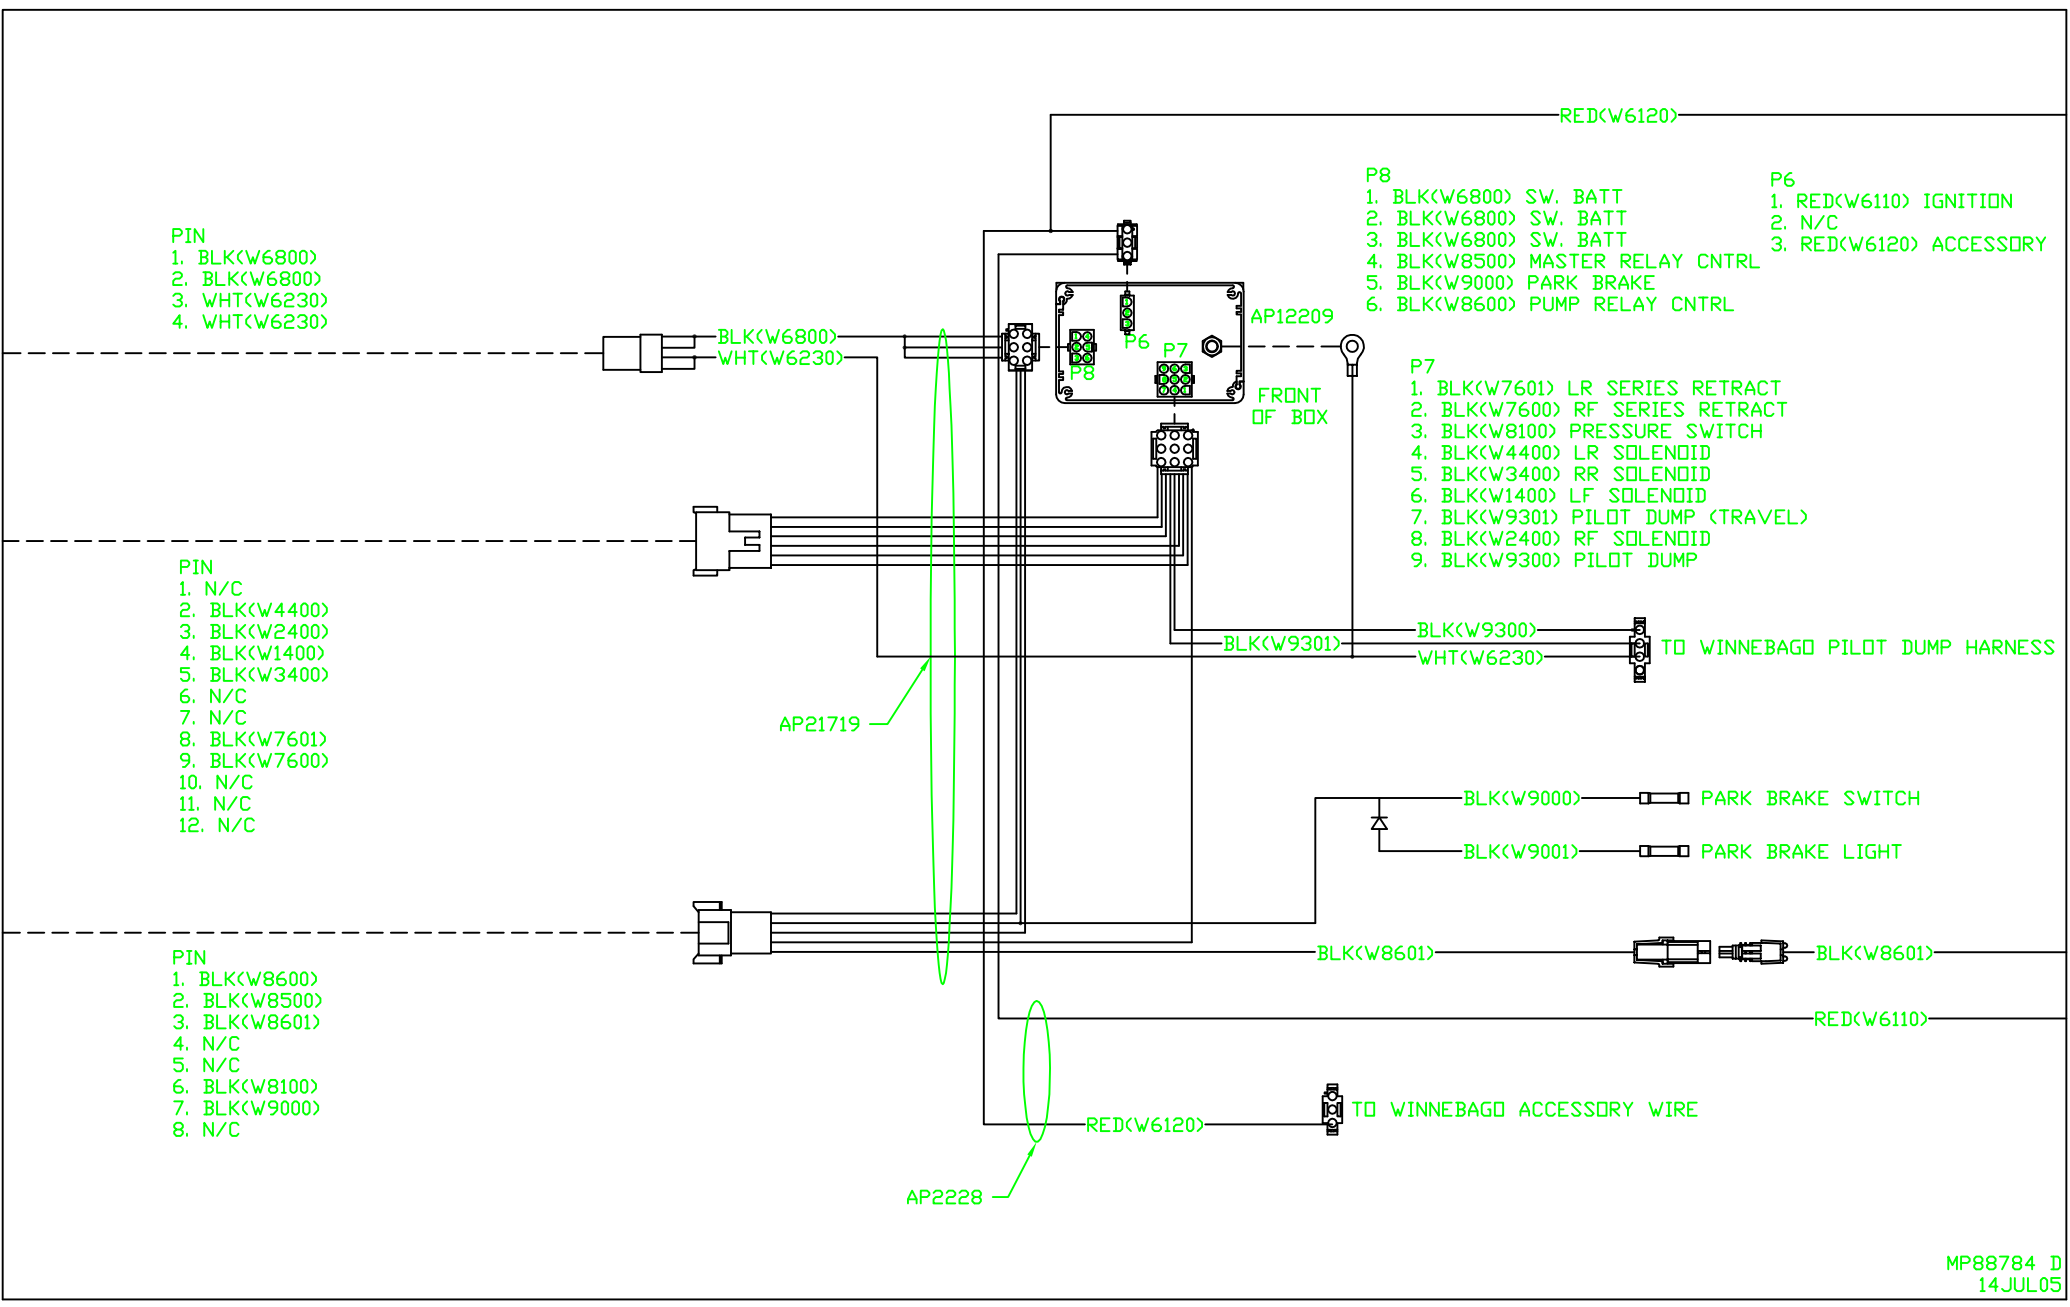 RED(W6120)
P8
1. BLK(W6800) SW. BATT
2. BLK(W6800) SW. BATT
3. BLK(W6800) SW. BATT
4. BLK(W8500) MASTER RELAY CNTRL
5. BLK(W9000) PARK BRAKE
6. BLK(W8600) PUMP RELAY CNTRL
P6
1. RED(W6110) IGNITION
2. N/C
3. RED(W6120) ACCESSORY
PIN
1. BLK(W6800)
2. BLK(W6800)
3. WHT(W6230)
4. WHT(W6230)
BLK(W6800)
WHT(W6230)
AP12209
P6
P7
P8
FRONT
OF BOX
P7
1. BLK(W7601) LR SERIES RETRACT
2. BLK(W7600) RF SERIES RETRACT
3. BLK(W8100) PRESSURE SWITCH
4. BLK(W4400) LR SOLENOID
5. BLK(W3400) RR SOLENOID
6. BLK(W1400) LF SOLENOID
7. BLK(W9301) PILOT DUMP (TRAVEL)
8. BLK(W2400) RF SOLENOID
9. BLK(W9300) PILOT DUMP
PIN
1. N/C
2. BLK(W4400)
3. BLK(W2400)
4. BLK(W1400)
5. BLK(W3400)
6. N/C
7. N/C
8. BLK(W7601)
9. BLK(W7600)
10. N/C
11. N/C
12. N/C
BLK(W9300)
BLK(W9301)
WHT(W6230)
TO WINNEBAGO PILOT DUMP HARNESS
AP21719
BLK(W9000)
PARK BRAKE SWITCH
BLK(W9001)
PARK BRAKE LIGHT
BLK(W8601)
BLK(W8601)
PIN
1. BLK(W8600)
2. BLK(W8500)
3. BLK(W8601)
4. N/C
5. N/C
6. BLK(W8100)
7. BLK(W9000)
8. N/C
RED(W6110)
TO WINNEBAGO ACCESSORY WIRE
RED(W6120)
AP2228
MP88784 D
14JUL05